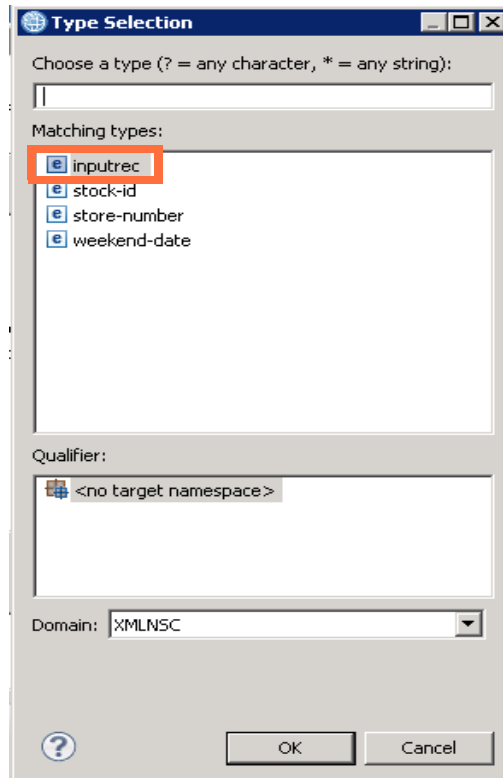 Type Selection
Choose a type (? = any character, * = any string):
Matching types:
inputrec
stock-id
store-number
weekend-date
Qualifier:
<no target namespace>
Domain: XMLNSC
OK Cancel